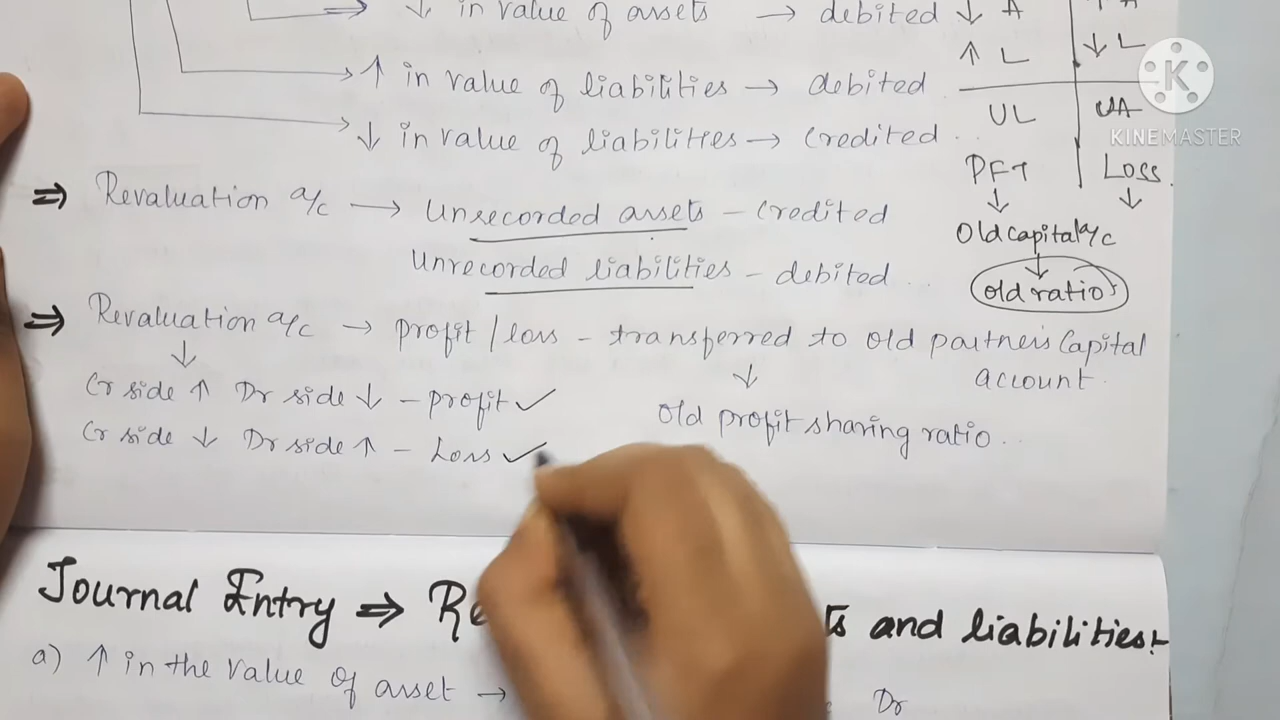 ↓ in value of assets → debited
↑ in value of liabilities → debited
↓ in value of liabilities → Credited ..
↓ A
↑ A
↑ L
↓ L
UL
UA
PFT
Loss
Old capital a/c
old ratio
⇒ Revaluation a/c → Unrecorded assets - Credited
Unrecorded liabilities - debited ..
⇒ Revaluation a/c → profit / loss - transferred to old partner's Capital account.
Cr side ↑ Dr side ↓ - profit ✓
Cr side ↓ Dr side ↑ - Loss ✓
Old profit sharing ratio ..
Journal Entry ⇒ and liabilities:-
a) ↑ in the value of asset →
Dr
K
KINEMASTER